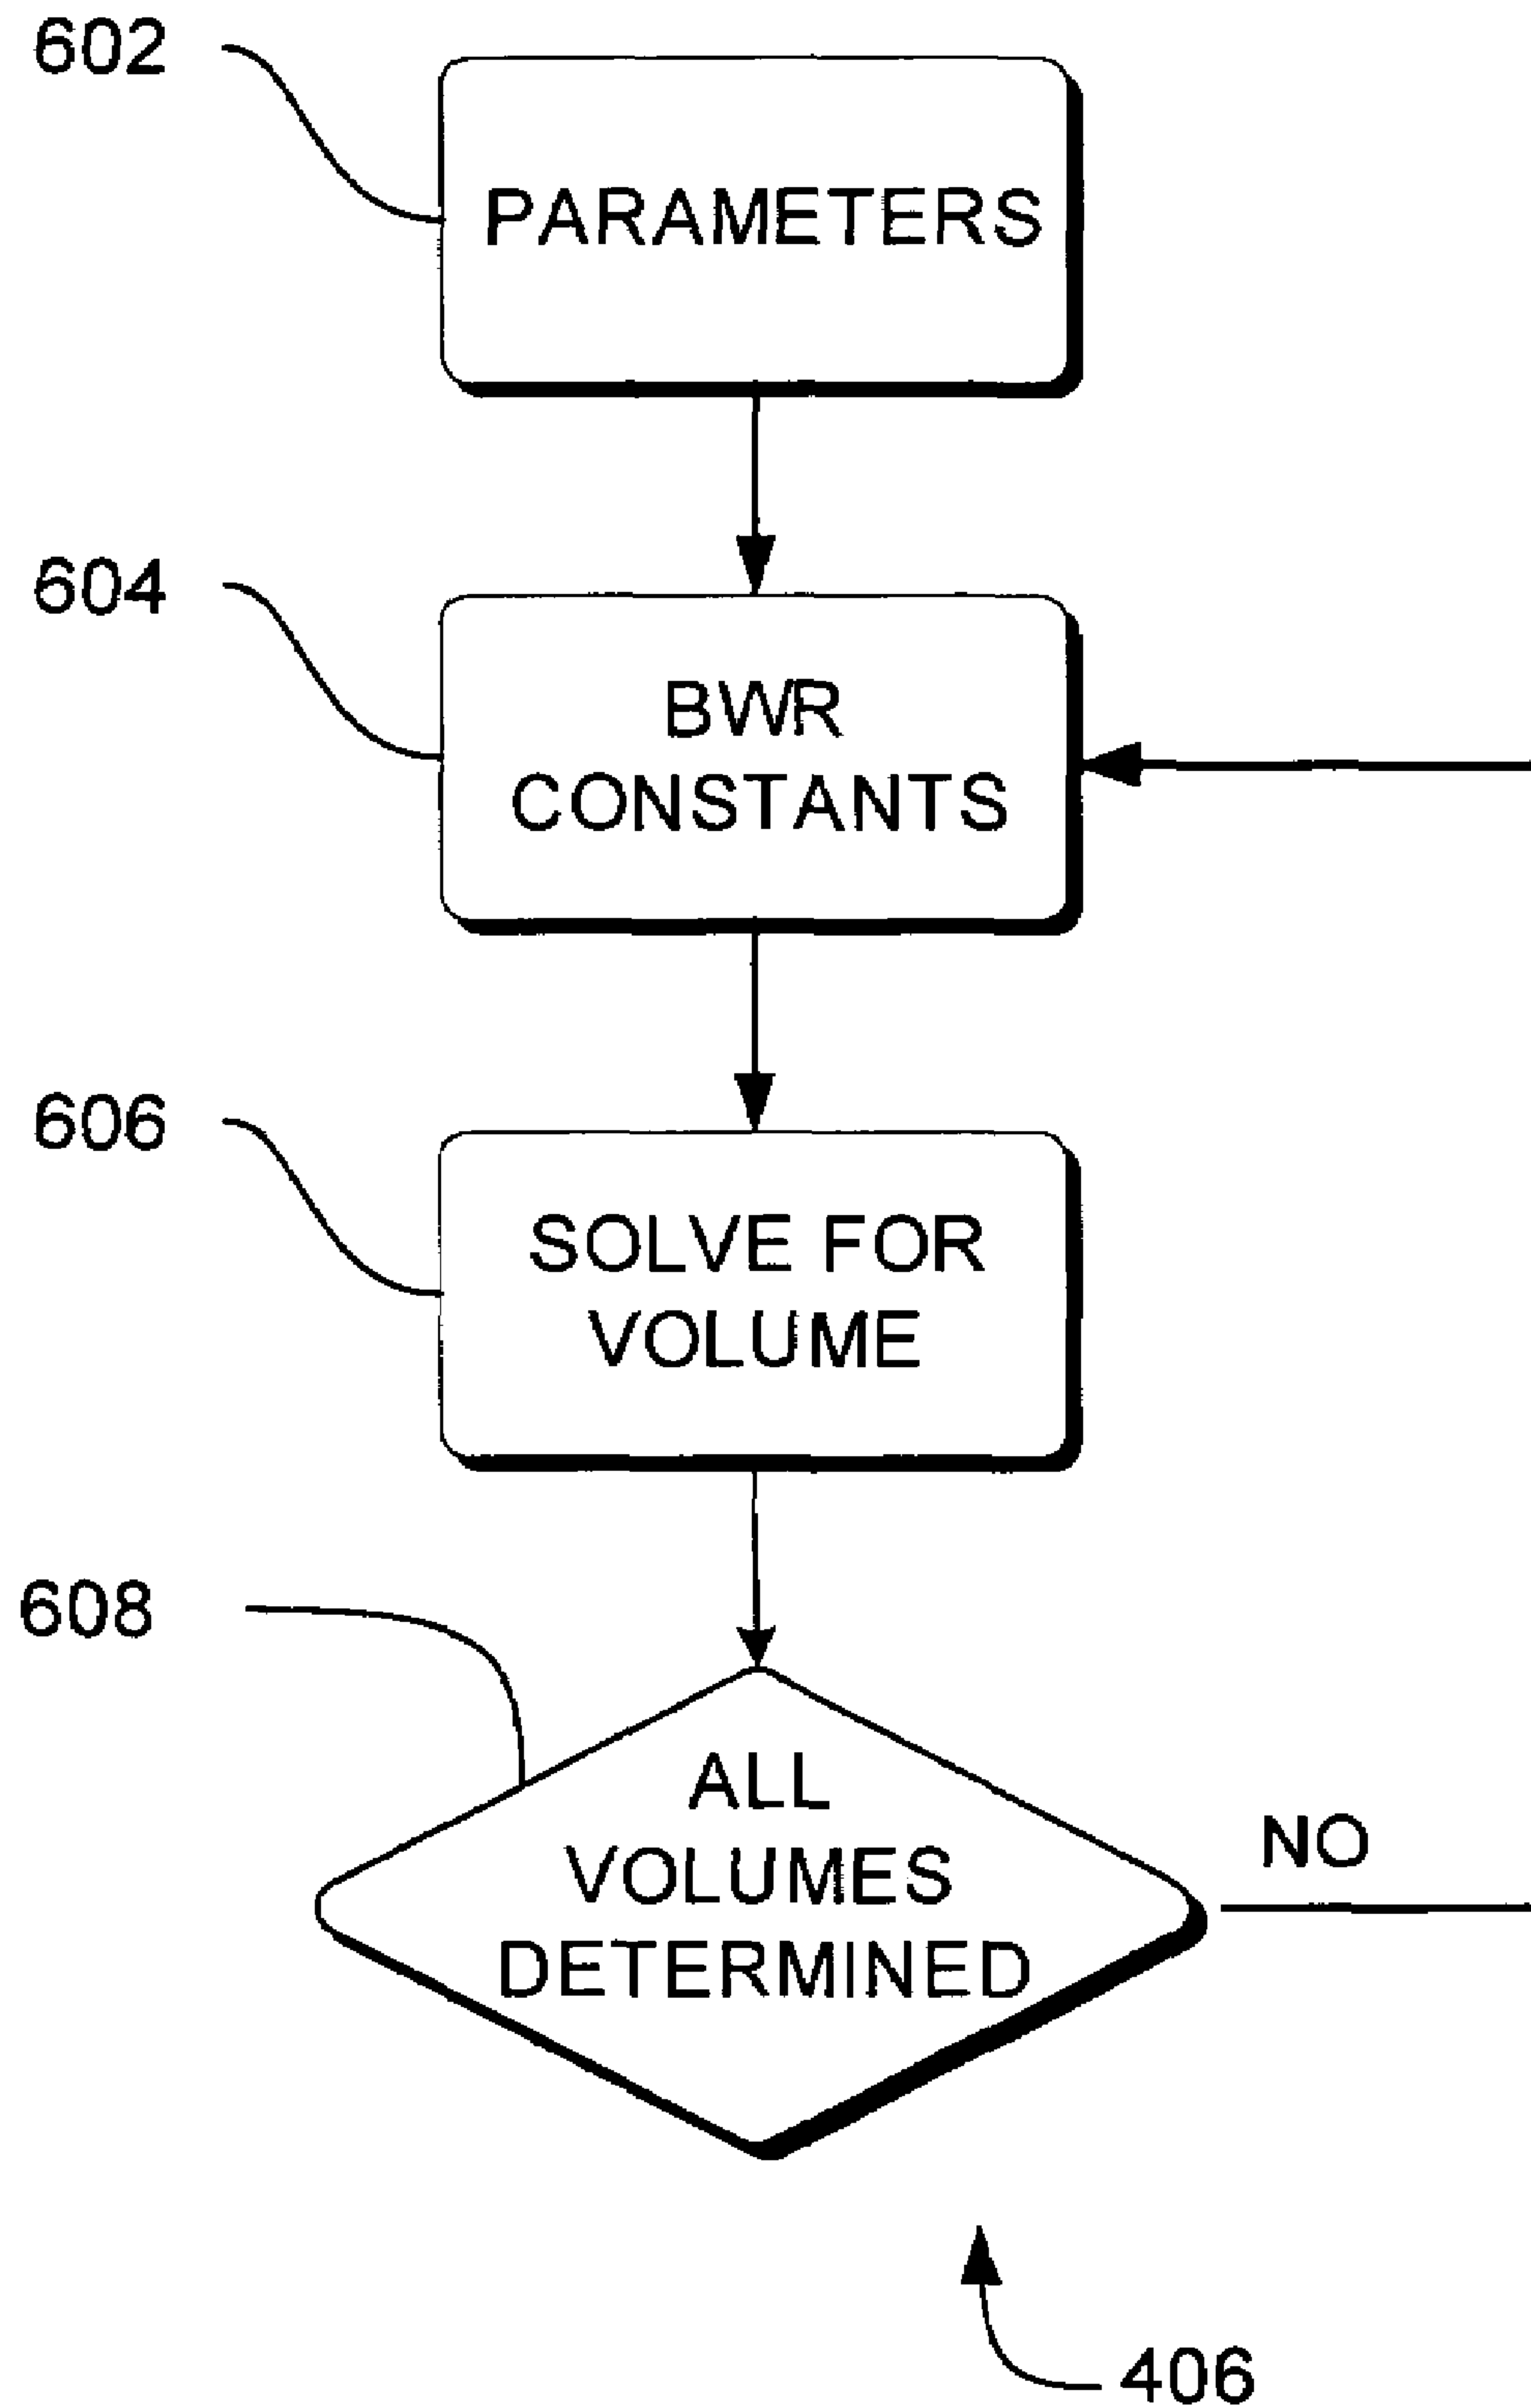 602
PARAMETERS
604
BWR
CONSTANTS
606
SOLVE FOR
VOLUME
608
ALL
VOLUMES
DETERMINED
NO
406